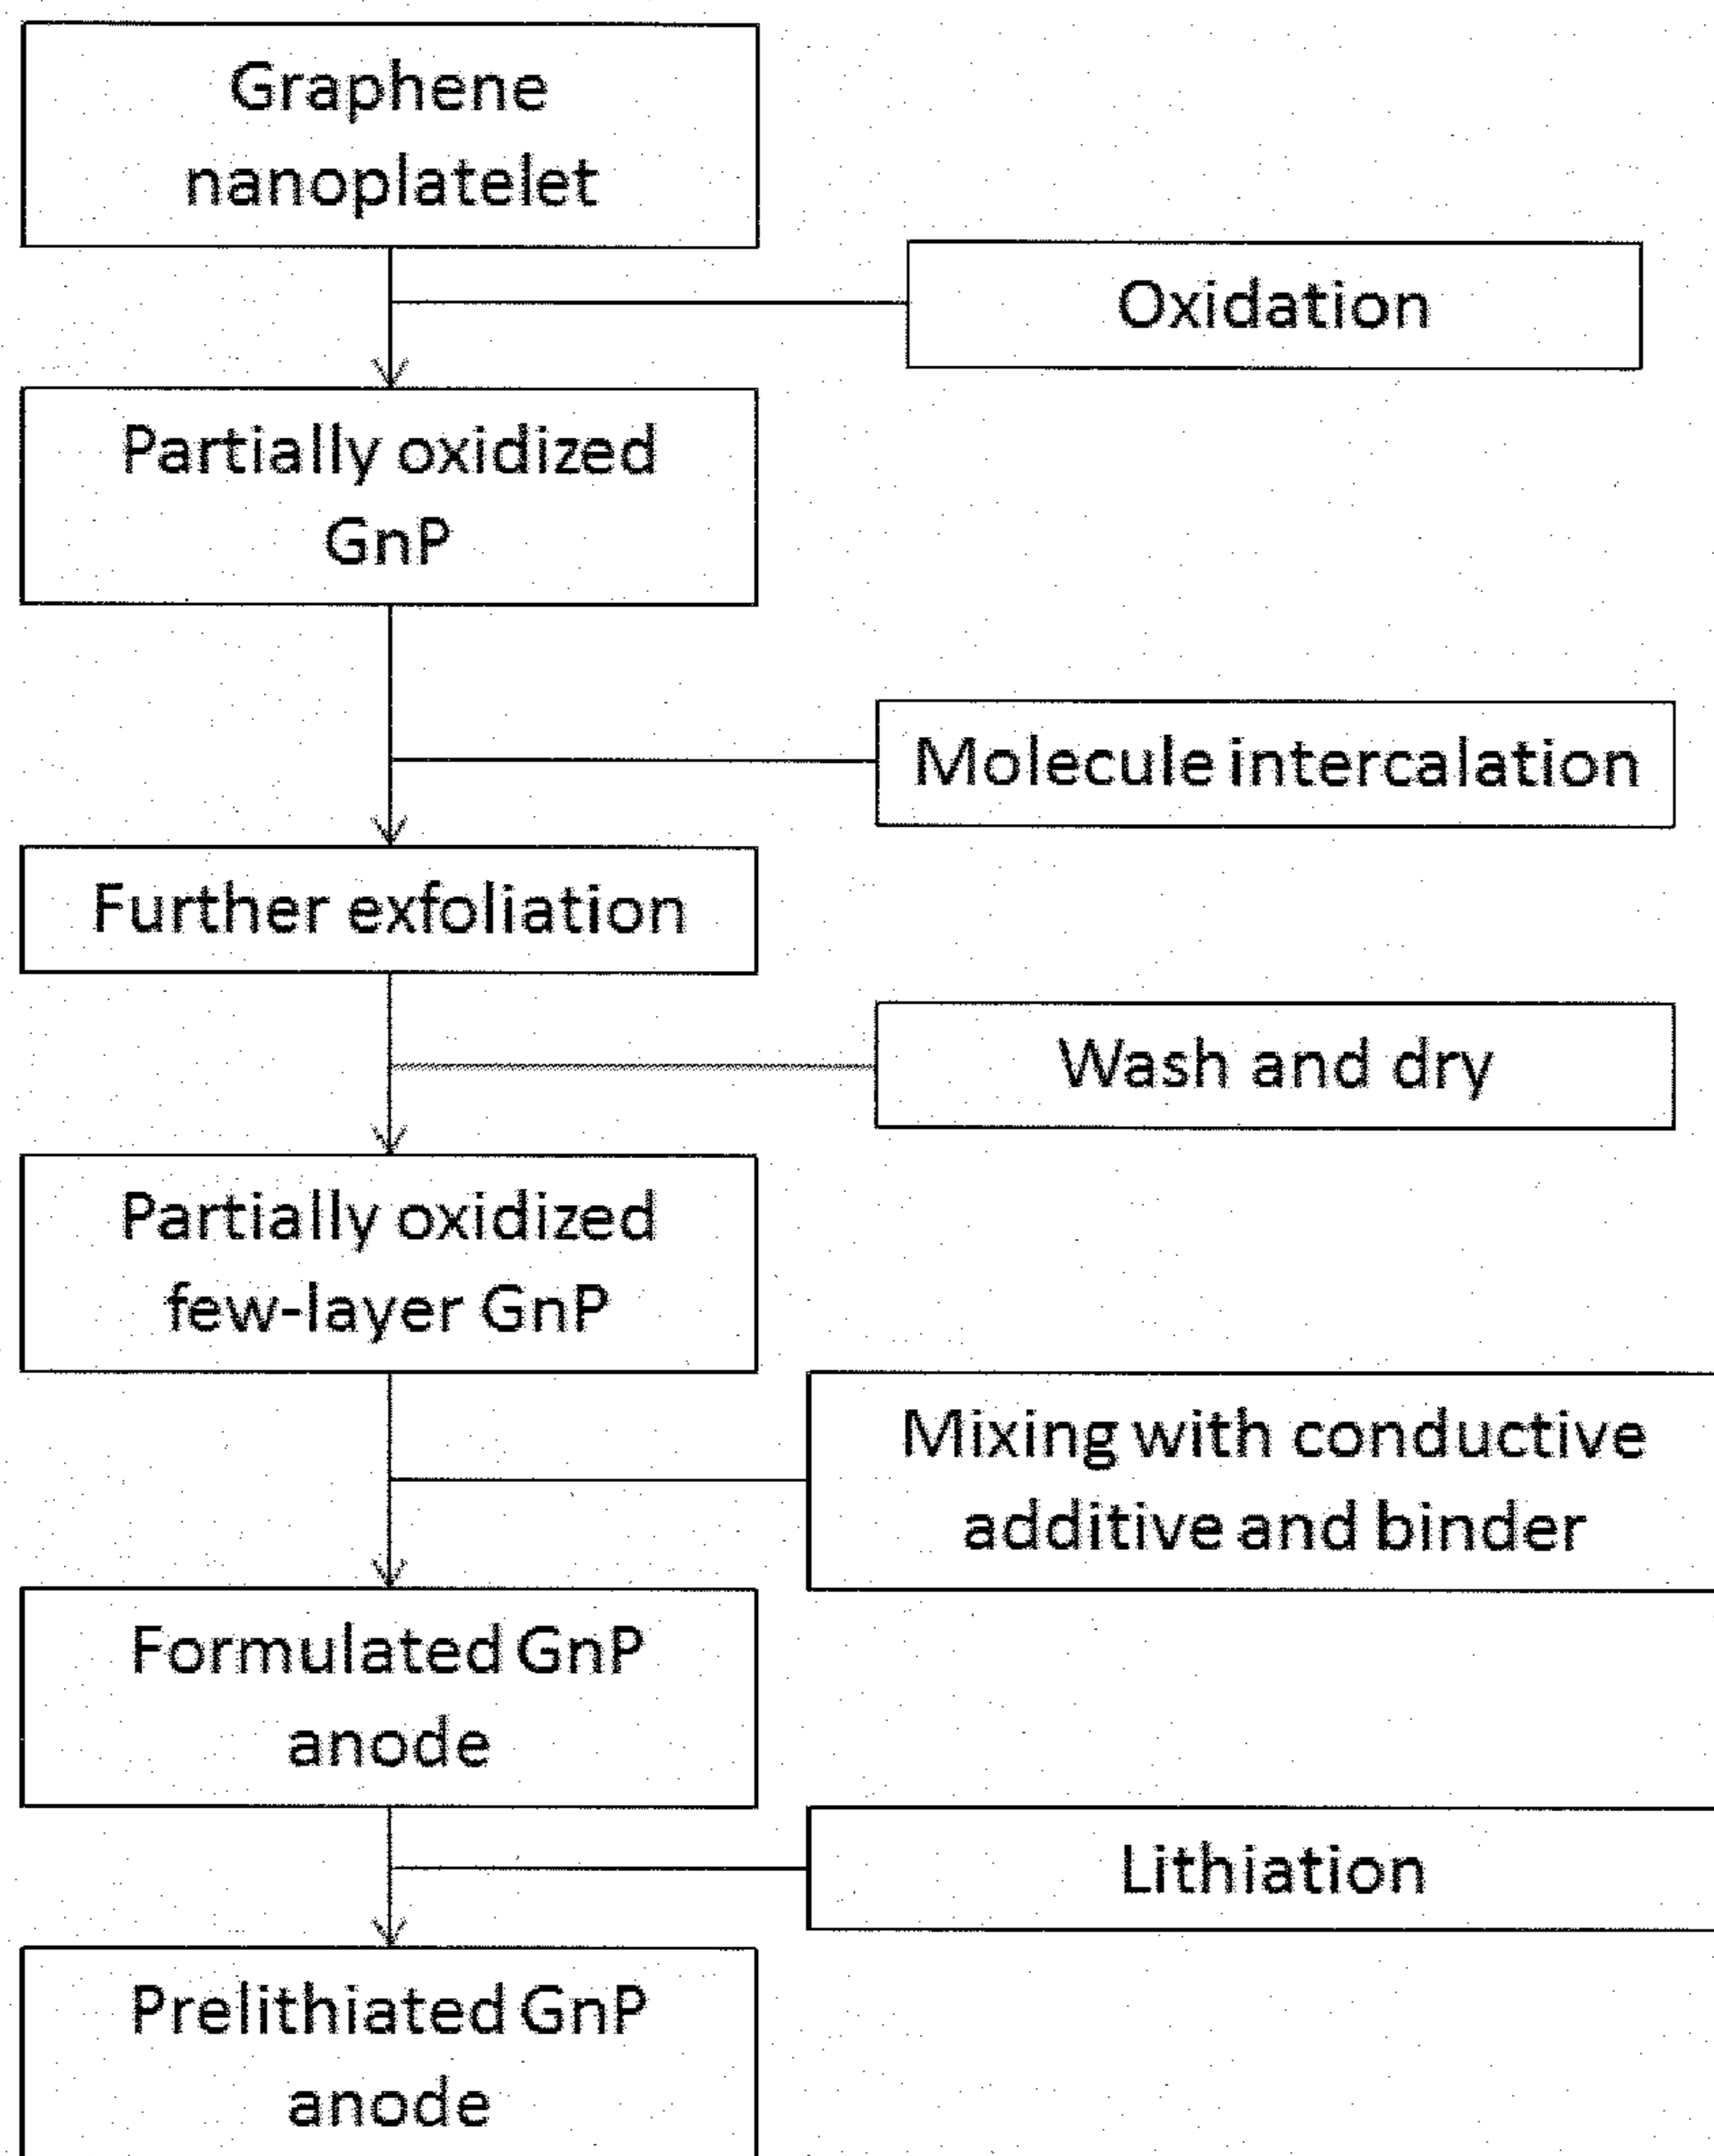 Graphene
nanoplatelet
Oxidation
Partially oxidized
GnP
Molecule intercalation
Further exfoliation
Wash and dry
Partially oxidized
few-layer GnP
Mixing with conductive
additive and binder
Formulated GnP
anode
Lithiation
Prelithiated GnP
anode